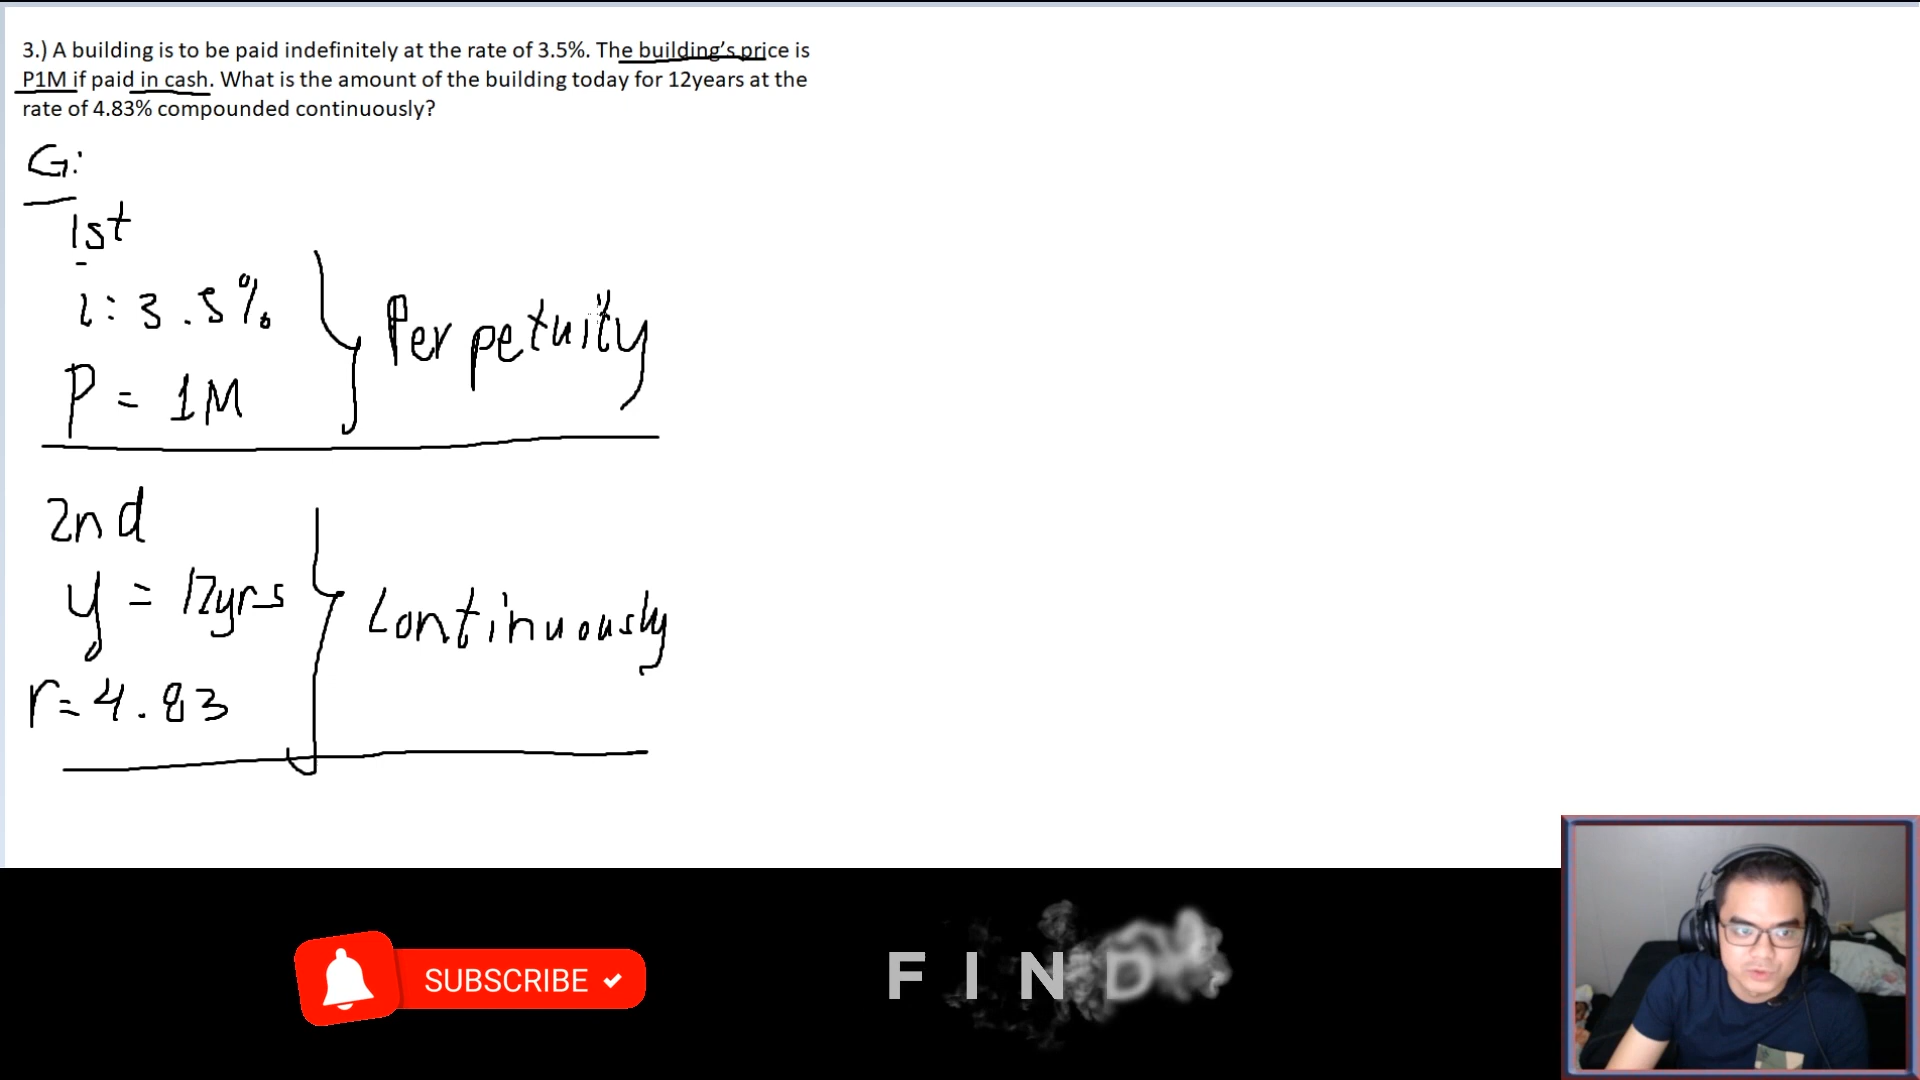 3.) A building is to be paid indefinitely at the rate of 3.5%. The building's price is
P1M if paid in cash. What is the amount of the building today for 12years at the
rate of 4.83% compounded continuously?
G:
1st
i: 3.5%
P = 1M
Perpetuity
2nd
y = 12yrs
r= 4.83
Continuously
SUBSCRIBE
FIND